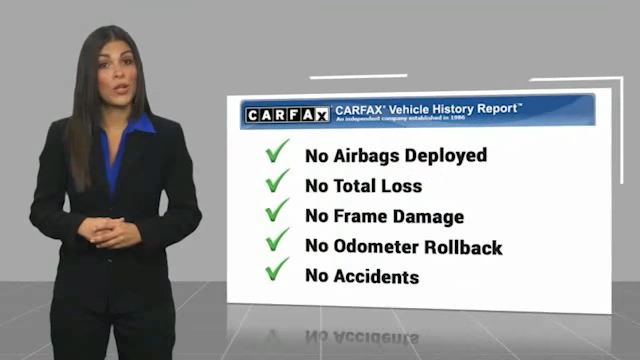 CARFAX CARFAX® Vehicle History Report™
An independent company established in 1986
No Airbags Deployed
No Total Loss
No Frame Damage
No Odometer Rollback
No Accidents